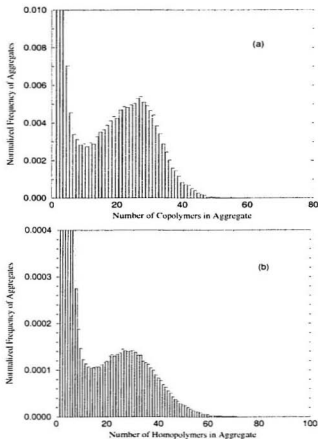 0.010
0.008
0.006
0.004
0.002
0.000
(a)
Normalized Frequency of Aggregates
0 20 40 60 80
Number of Copolymers in Aggregate
0.0004
0.0003
0.0002
0.0001
0.0000
(b)
Normalized Frequency of Aggregates
0 20 40 60 80 100
Number of Homopolymers in Aggregate